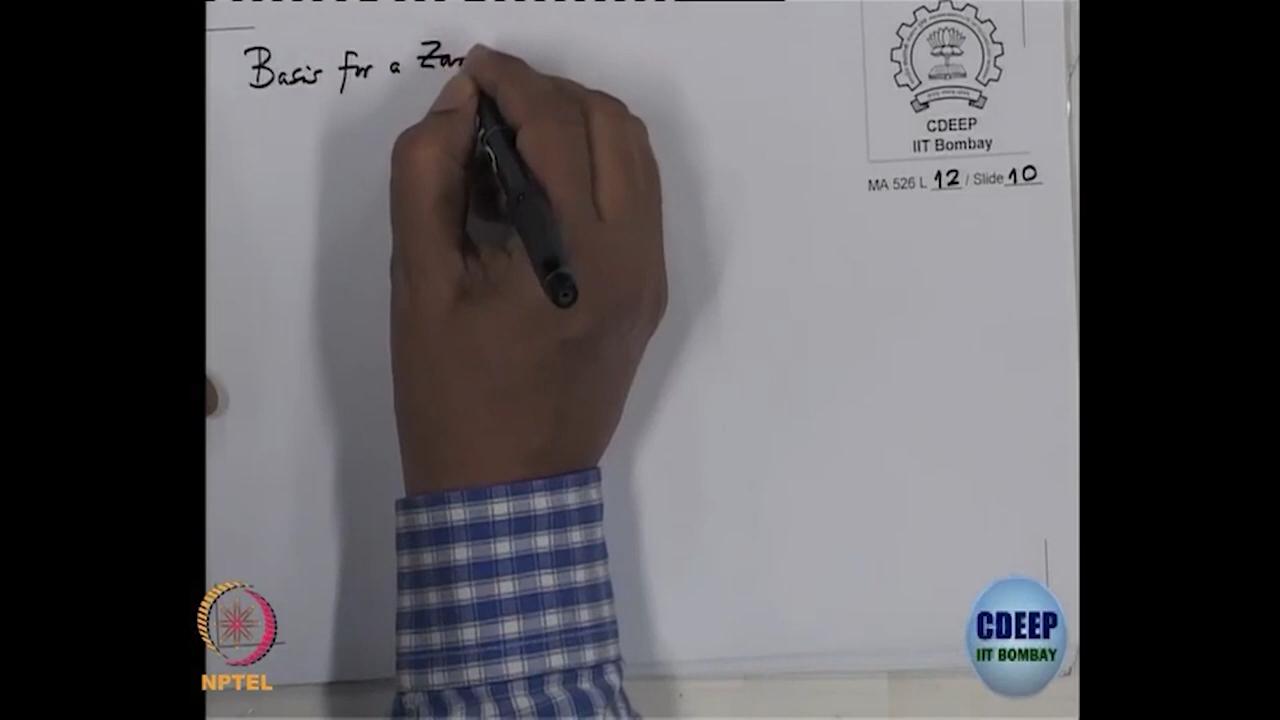 Basis for a Zar
CDEEP
IIT Bombay
MA 526 L 12 / Slide 10
CDEEP
IIT BOMBAY
NPTEL